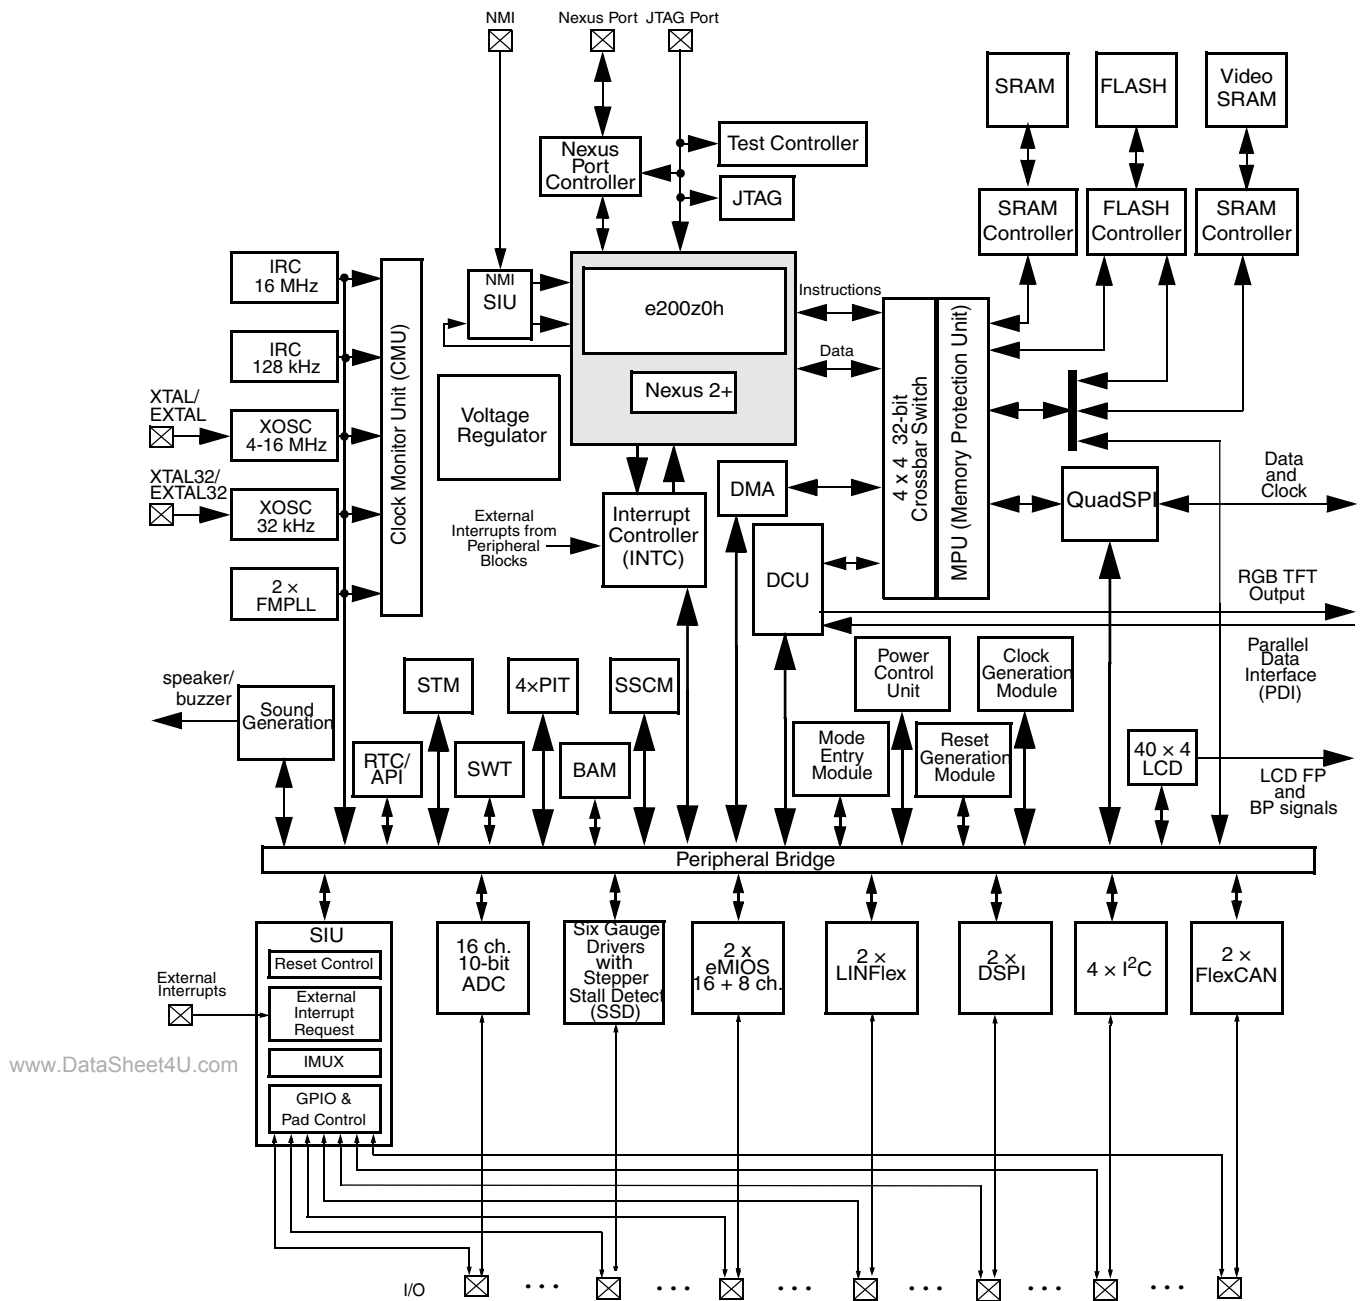 NMI
Nexus Port
JTAG Port
SRAM
FLASH
Video
SRAM
Test Controller
Nexus
Port
Controller
JTAG
SRAM
Controller
FLASH
Controller
SRAM
Controller
IRC
16 MHz
NMI
SIU
e200z0h
Instructions
IRC
128 kHz
Data
Nexus 2+
Clock Monitor Unit (CMU)
Voltage
Regulator
4 x 4 32-bit
Crossbar Switch
MPU (Memory Protection Unit)
XTAL/
EXTAL
XOSC
4-16 MHz
XTAL32/
EXTAL32
XOSC
32 kHz
DMA
QuadSPI
Data
and
Clock
External
Interrupts from
Peripheral
Blocks
Interrupt
Controller
(INTC)
DCU
2 ×
FMPLL
RGB TFT
Output
Parallel
Data
Interface
(PDI)
speaker/
buzzer
Sound
Generation
STM
4×PIT
SSCM
Power
Control
Unit
Clock
Generation
Module
RTC/
API
SWT
BAM
Mode
Entry
Module
Reset
Generation
Module
40 × 4
LCD
LCD FP
and
BP signals
Peripheral Bridge
SIU
Reset Control
External
Interrupt
Request
IMUX
GPIO &
Pad Control
External
Interrupts
16 ch.
10-bit
ADC
Six Gauge
Drivers
with
Stepper
Stall Detect
(SSD)
2 x
eMIOS
16 + 8 ch.
2 ×
LINFlex
2 ×
DSPI
4 × I²C
2 ×
FlexCAN
www.DataSheet4U.com
I/O
... ... ... ... ... ...